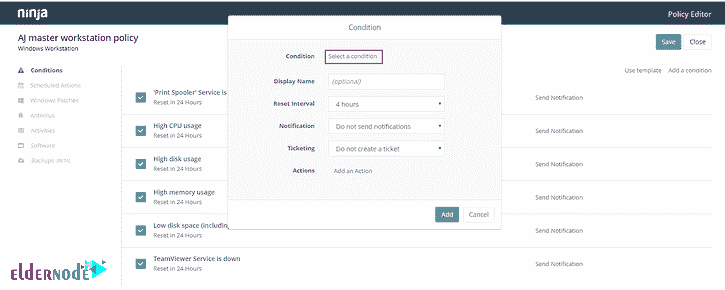 ninja
Policy Editor
AJ master workstation policy
Windows Workstation
Save
Close
Conditions
Scheduled Actions
Windows Patches
Antivirus
Activities
Software
Backups (BETA)
Use template
Add a condition
'Print Spooler' Service is
Reset in 24 Hours
Send Notification
High CPU usage
Reset in 24 Hours
High disk usage
Reset in 24 Hours
High memory usage
Reset in 24 Hours
Send Notification
Low disk space (including
Reset in 24 Hours
Send Notification
TeamViewer Service is down
Reset in 24 Hours
Send Notification
Condition
Condition
Select a condition
Display Name
(optional)
Reset Interval
4 hours
Notification
Do not send notifications
Ticketing
Do not create a ticket
Actions
Add an Action
Add
Cancel
elderNode